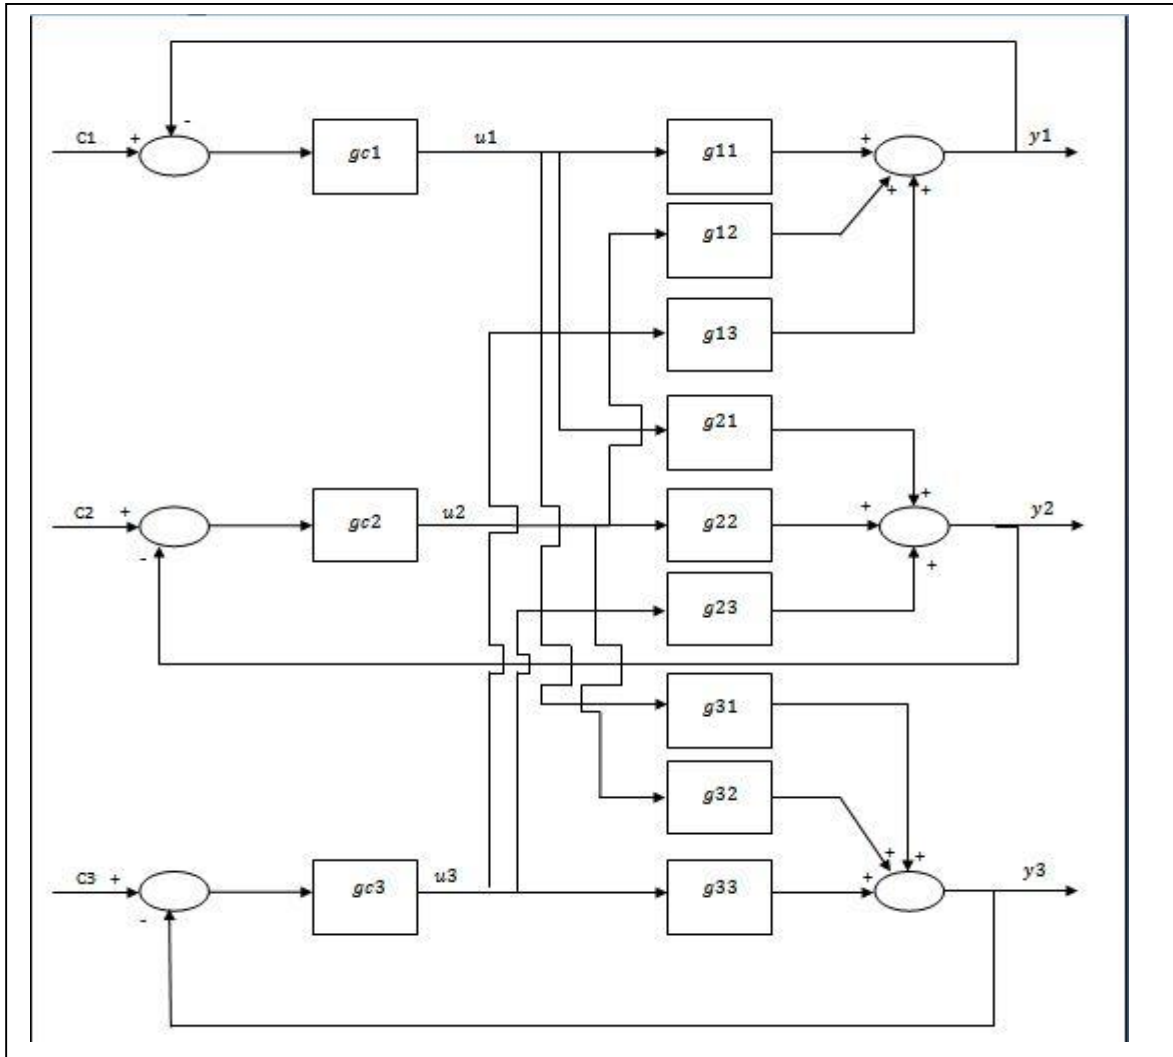 -
C1 + gc1 u1 g11 + y1
+ +
g12
g13
g21
+
C2 + gc2 u2 g22 + y2
- +
g23
g31
g32
+ +
C3 + gc3 u3 g33 + y3
-